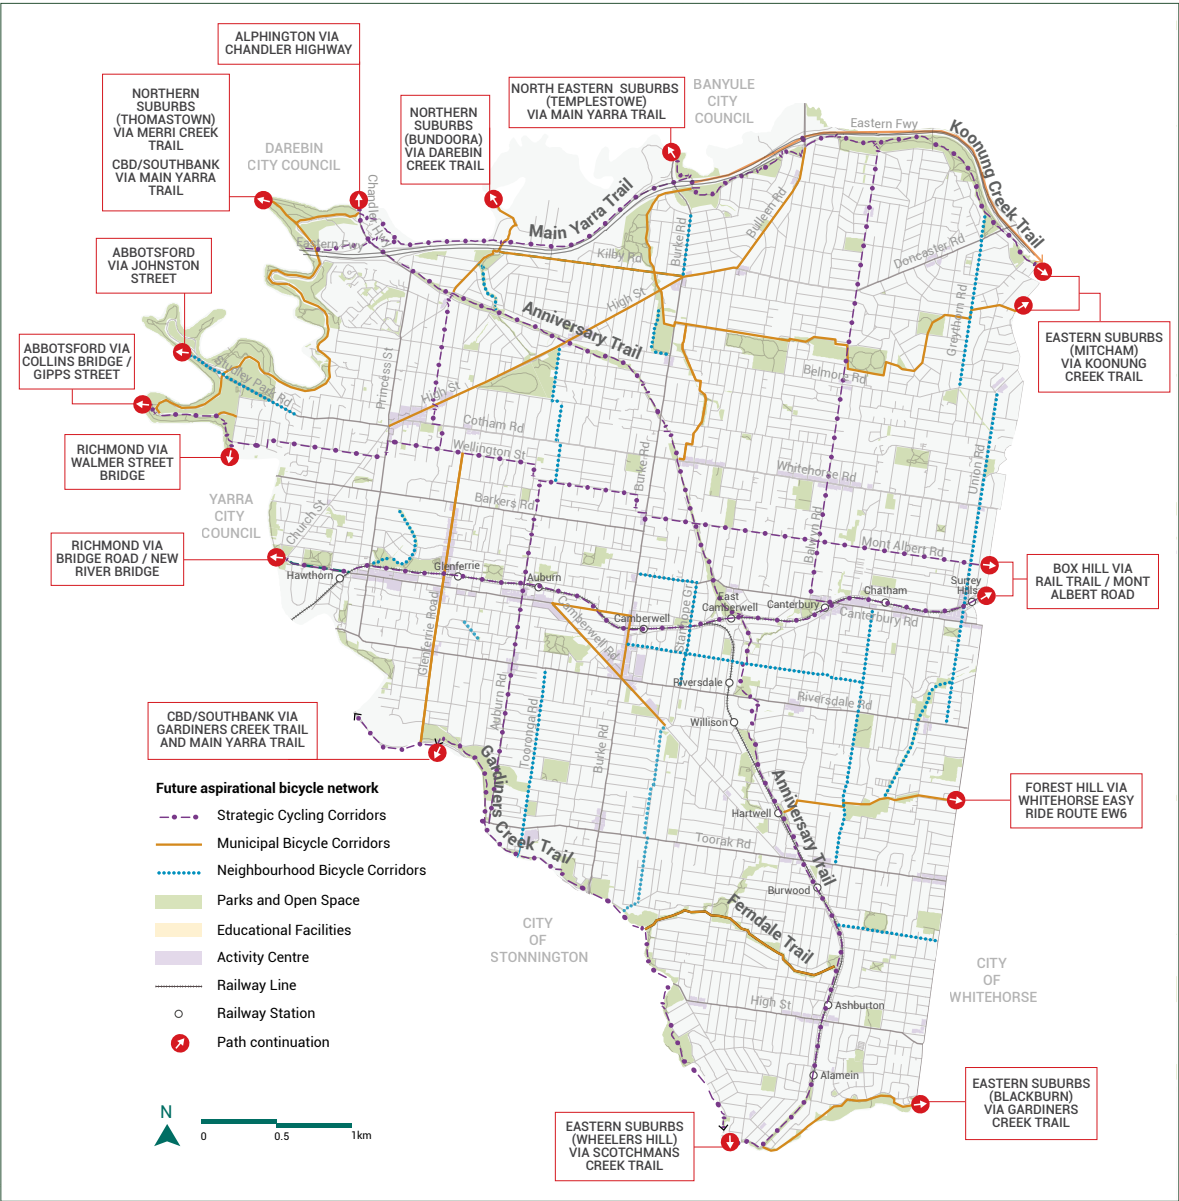 ALPHINGTON VIA
CHANDLER HIGHWAY
NORTHERN
SUBURBS
(THOMASTOWN)
VIA MERRI CREEK
TRAIL
CBD/SOUTHBANK
VIA MAIN YARRA
TRAIL
DAREBIN
CITY COUNCIL
NORTHERN
SUBURBS
(BUNDOORA)
VIA DAREBIN
CREEK TRAIL
NORTH EASTERN SUBURBS
(TEMPLESTOWE)
VIA MAIN YARRA TRAIL
BANYULE
CITY
COUNCIL
Eastern Fwy
Koonung Creek Trail
Chandler Hwy
Main Yarra Trail
Eastern Fwy
Kilby Rd
Burke Rd
Bulleen Rd
Doncaster Rd
ABBOTSFORD
VIA JOHNSTON
STREET
High St
Anniversary Trail
Greythorn Rd
EASTERN SUBURBS
(MITCHAM)
VIA KOONUNG
CREEK TRAIL
ABBOTSFORD VIA
COLLINS BRIDGE /
GIPPS STREET
Studley Park Rd
Princess St
High St
Belmore Rd
Cotham Rd
Wellington St
RICHMOND VIA
WALMER STREET
BRIDGE
Burke Rd
Whitehorse Rd
Union Rd
YARRA
CITY
COUNCIL
Church St
Barkers Rd
Balwyn Rd
Mont Albert Rd
RICHMOND VIA
BRIDGE ROAD / NEW
RIVER BRIDGE
Hawthorn
Glenferrie
Auburn
Camberwell
East
Camberwell
Canterbury
Chatham
Surrey
Hills
Canterbury Rd
BOX HILL VIA
RAIL TRAIL / MONT
ALBERT ROAD
Glenferrie Road
Camberwell Rd
Stanhope Gr
Riversdale
Riversdale Rd
Willison
Auburn Rd
Tooronga Rd
Burke Rd
CBD/SOUTHBANK VIA
GARDINERS CREEK TRAIL
AND MAIN YARRA TRAIL
Gardiners Creek Trail
Hartwell
Anniversary Trail
Toorak Rd
FOREST HILL VIA
WHITEHORSE EASY
RIDE ROUTE EW6
Future aspirational bicycle network
Strategic Cycling Corridors
Municipal Bicycle Corridors
Neighbourhood Bicycle Corridors
Parks and Open Space
Educational Facilities
Activity Centre
Railway Line
Railway Station
Path continuation
Burwood
Ferndale Trail
CITY
OF
STONNINGTON
CITY
OF
WHITEHORSE
High St
Ashburton
Alamein
EASTERN SUBURBS
(BLACKBURN)
VIA GARDINERS
CREEK TRAIL
EASTERN SUBURBS
(WHEELERS HILL)
VIA SCOTCHMANS
CREEK TRAIL
N
0 0.5 1km